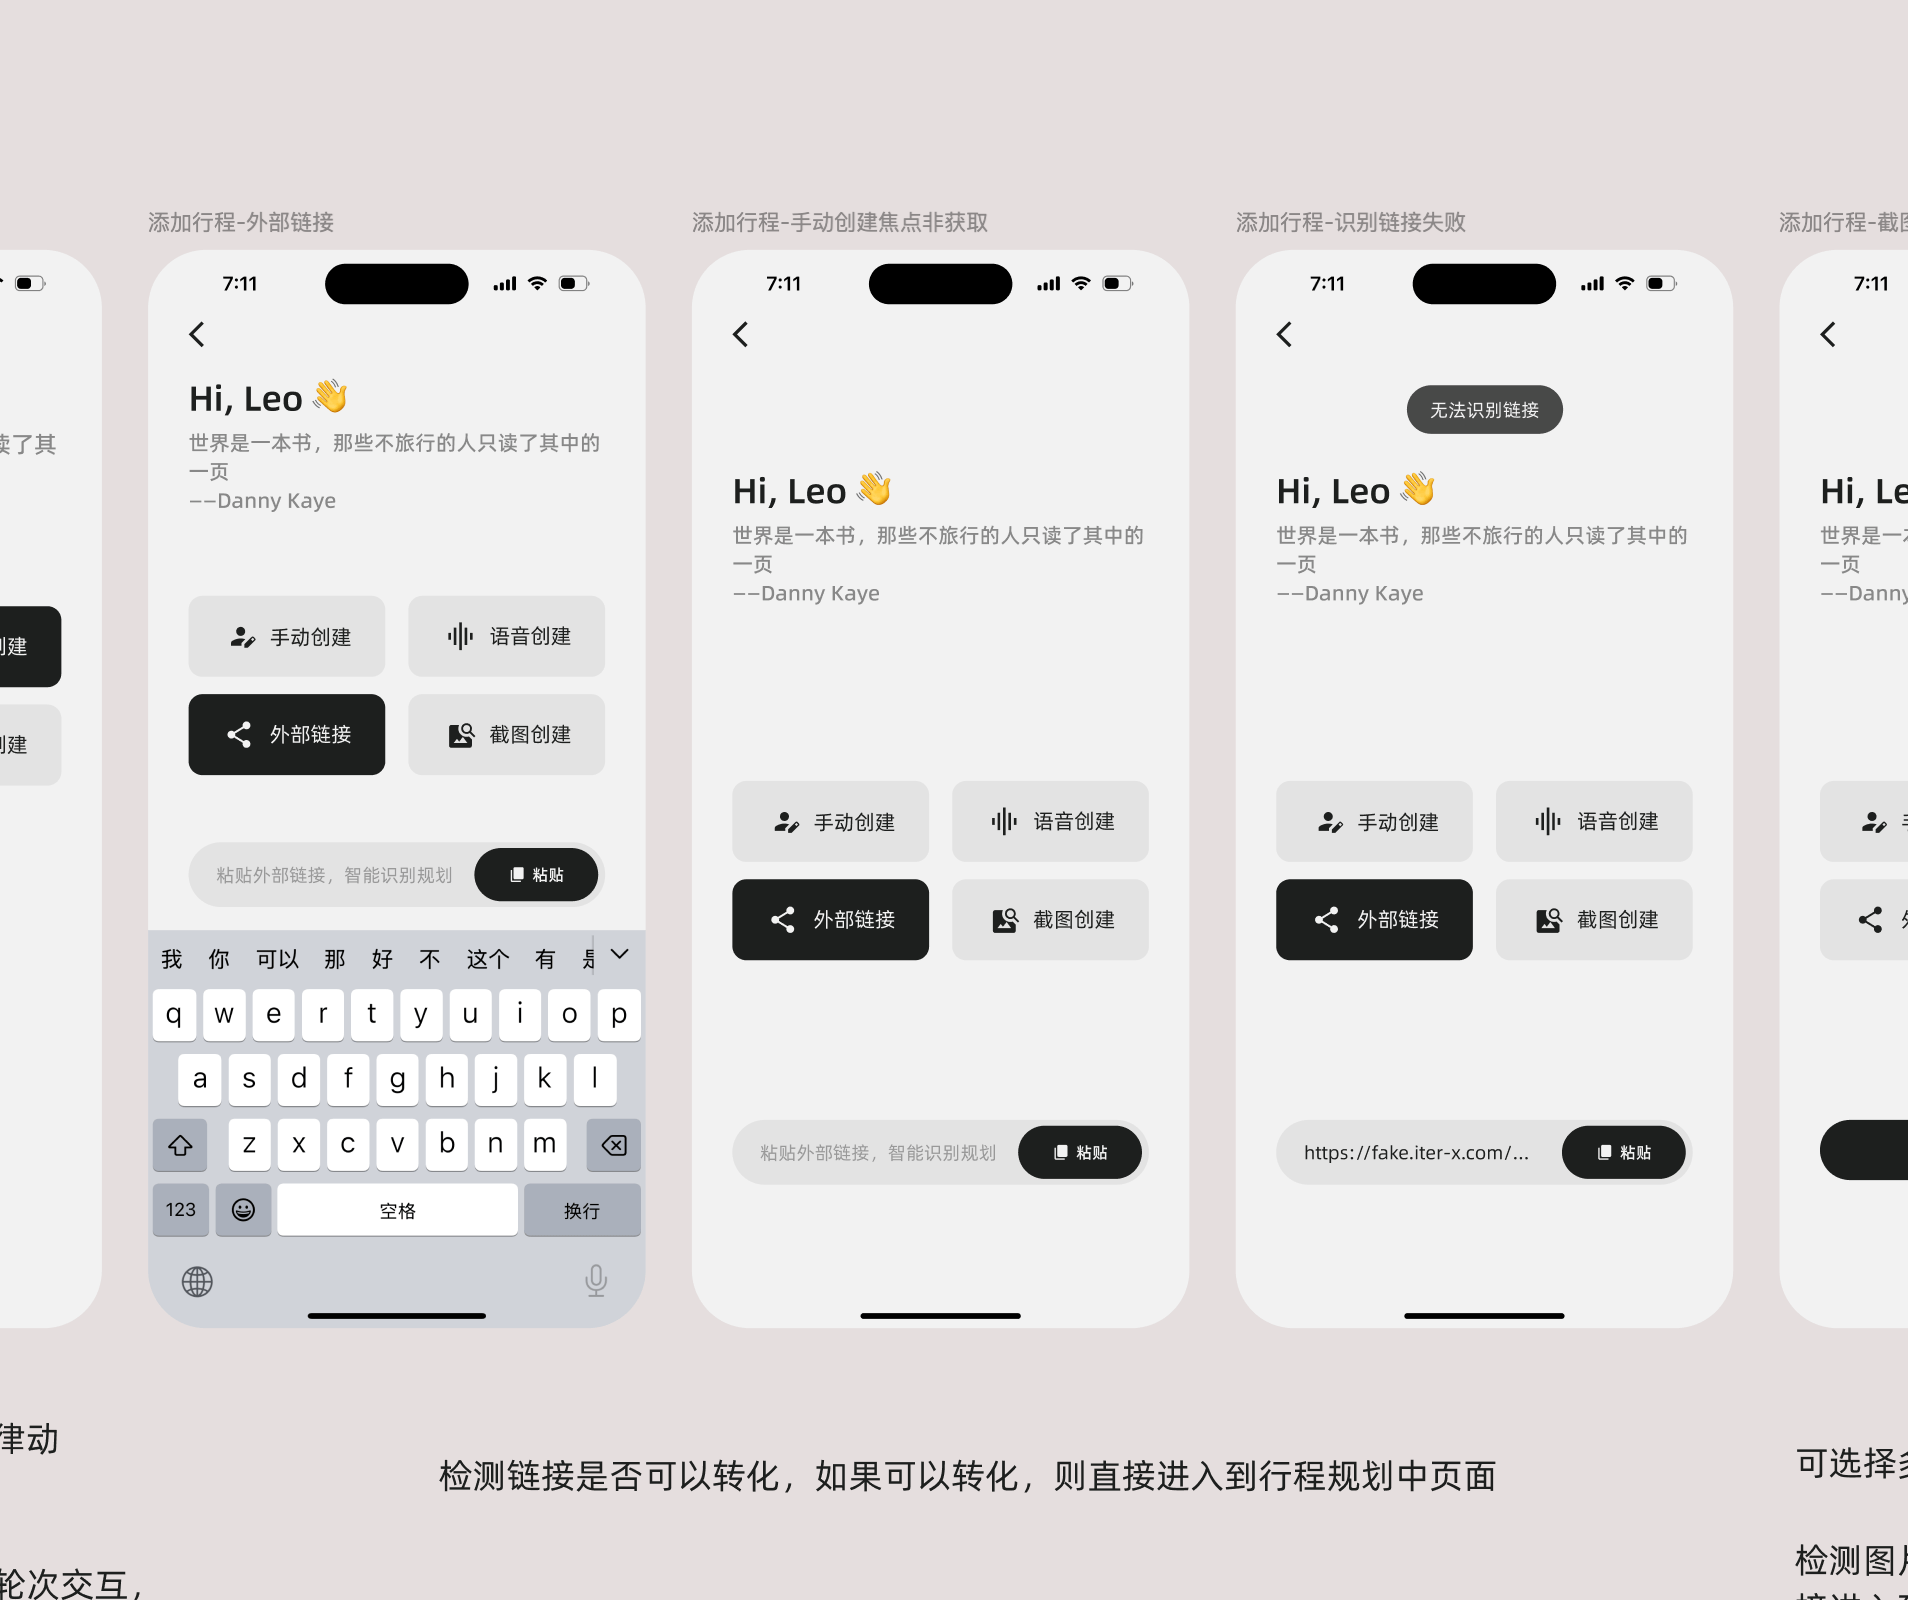 添加行程-外部链接
添加行程-手动创建焦点非获取
添加行程-识别链接失败
添加行程-截
读了其
创建
创建
7:11
Hi, Leo 👋
世界是一本书，那些不旅行的人只读了其中的
一页
——Danny Kaye
手动创建
语音创建
外部链接
截图创建
粘贴外部链接，智能识别规划
粘贴
我 你 可以 那 好 不 这个 有
q w e r t y u i o p
a s d f g h j k l
z x c v b n m
123
空格
换行
7:11
Hi, Leo 👋
世界是一本书，那些不旅行的人只读了其中的
一页
——Danny Kaye
手动创建
语音创建
外部链接
截图创建
粘贴外部链接，智能识别规划
粘贴
7:11
无法识别链接
Hi, Leo 👋
世界是一本书，那些不旅行的人只读了其中的
一页
——Danny Kaye
手动创建
语音创建
外部链接
截图创建
https://fake.iter-x.com/...
粘贴
7:11
Hi, Le
世界是一
一页
——Danny
律动
轮次交互，
检测链接是否可以转化，如果可以转化，则直接进入到行程规划中页面
可选择
检测图